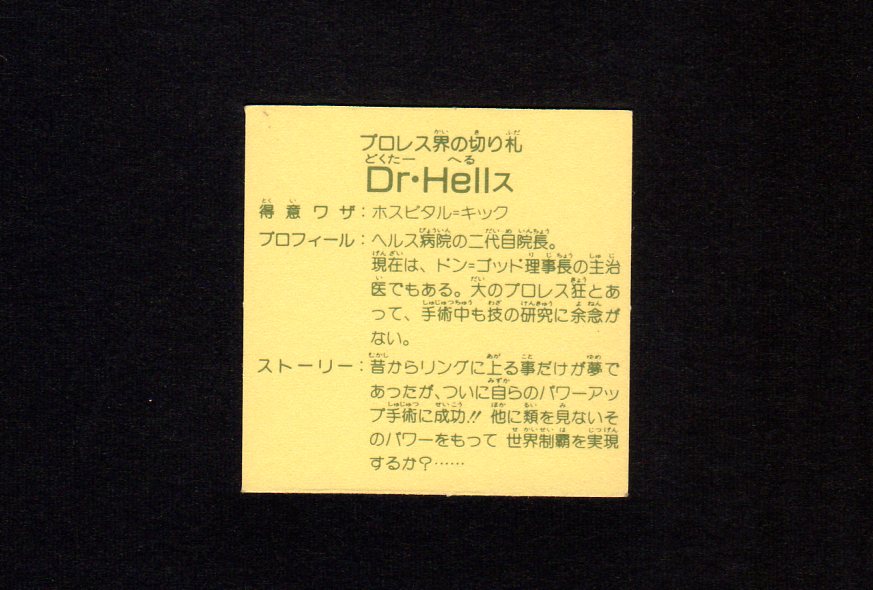 プロレス界の切り札
Dr・Hellス
得意ワザ：ホスピタル=キック
プロフィール：ヘルス病院の二代目院長。
現在は、ドン=ゴッド理事長の主治
医でもある。大のプロレス狂とあ
って、手術中も技の研究に余念が
ない。
ストーリー：昔からリングに上る事だけが夢で
あったが、ついに自らのパワーアッ
プ手術に成功!! 他に類を見ないそ
のパワーをもって 世界制覇を実現
するか？……